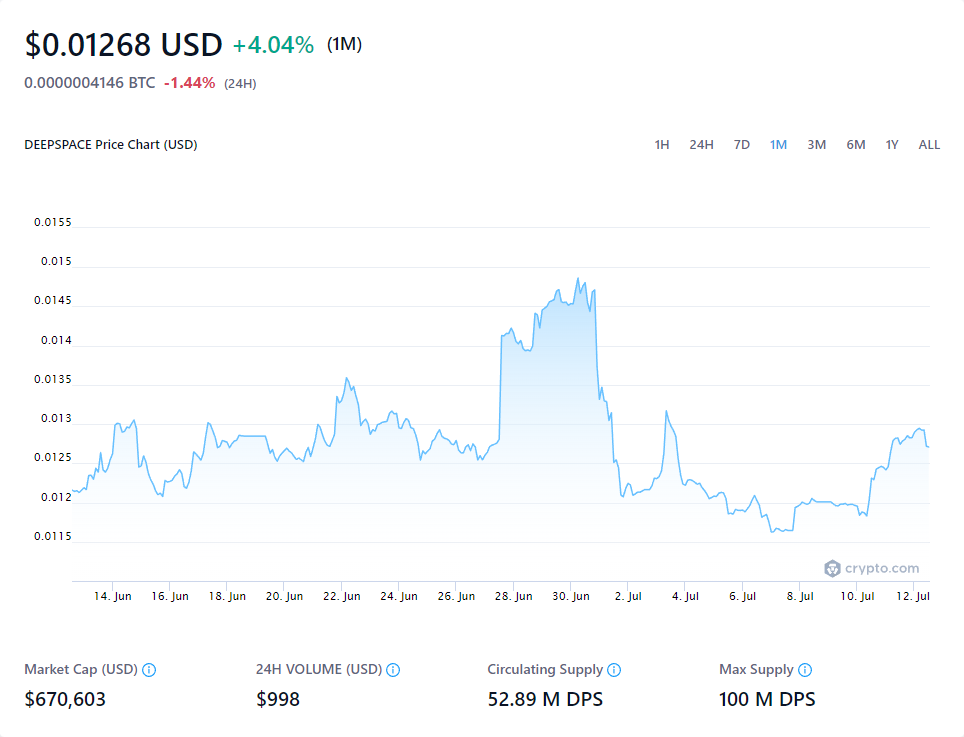 $0.01268 USD +4.04% (1M)
0.0000004146 BTC -1.44% (24H)
DEEPSPACE Price Chart (USD) 1H 24H 7D 1M 3M 6M 1Y ALL
0.0155
0.015
0.0145
0.014
0.0135
0.013
0.0125
0.012
0.0115
crypto.com
14. Jun 16. Jun 18. Jun 20. Jun 22. Jun 24. Jun 26. Jun 28. Jun 30. Jun 2. Jul 4. Jul 6. Jul 8. Jul 10. Jul 12. Jul
Market Cap (USD) 24H VOLUME (USD) Circulating Supply Max Supply
$670,603 $998 52.89 M DPS 100 M DPS